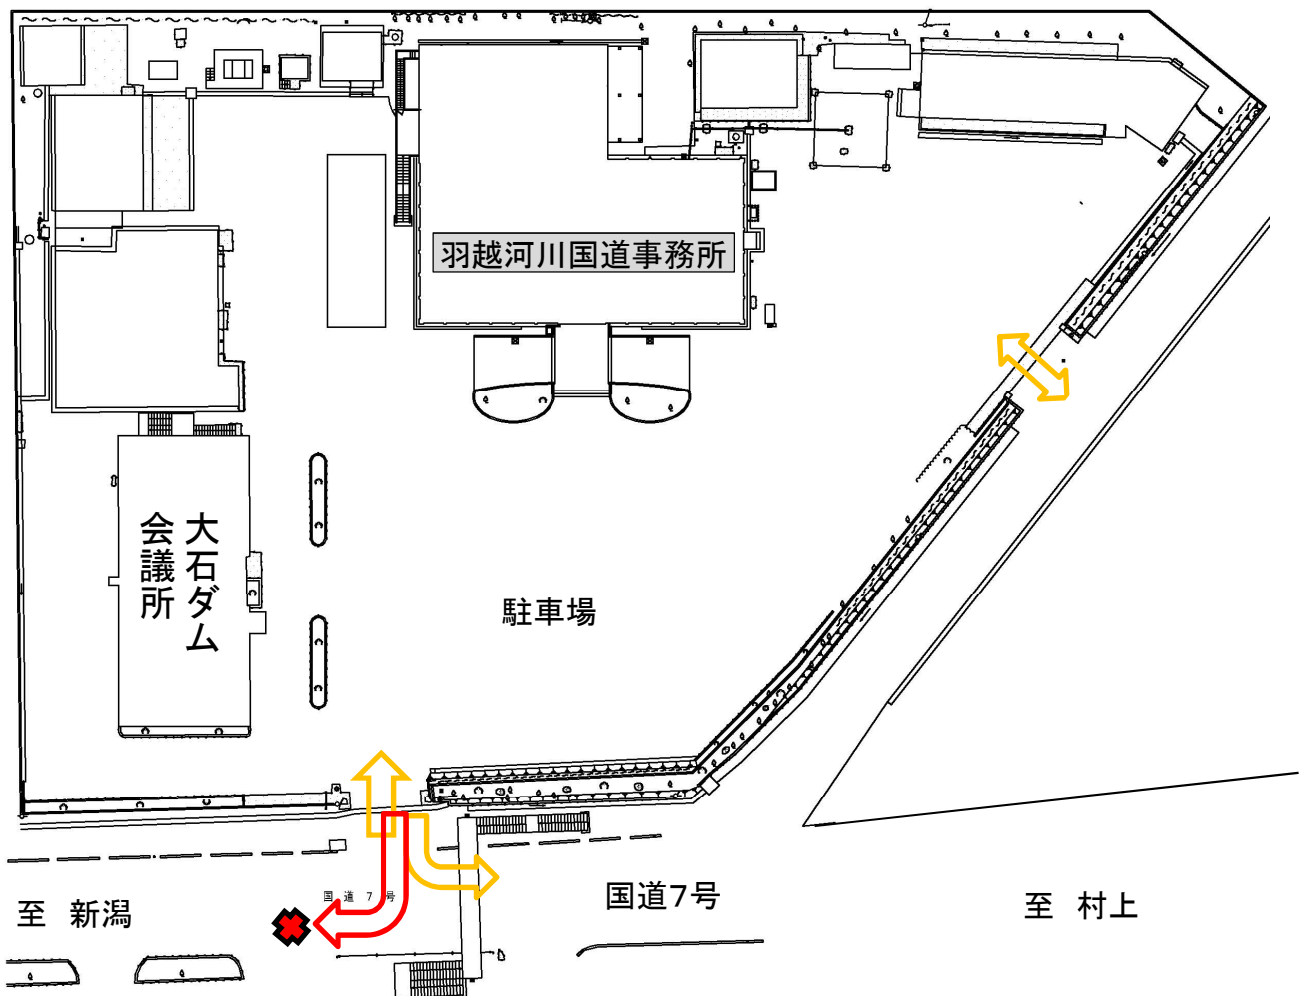 羽越河川国道事務所
大石ダム
会議所
駐車場
国道7号
国道7号
至 新潟
至 村上